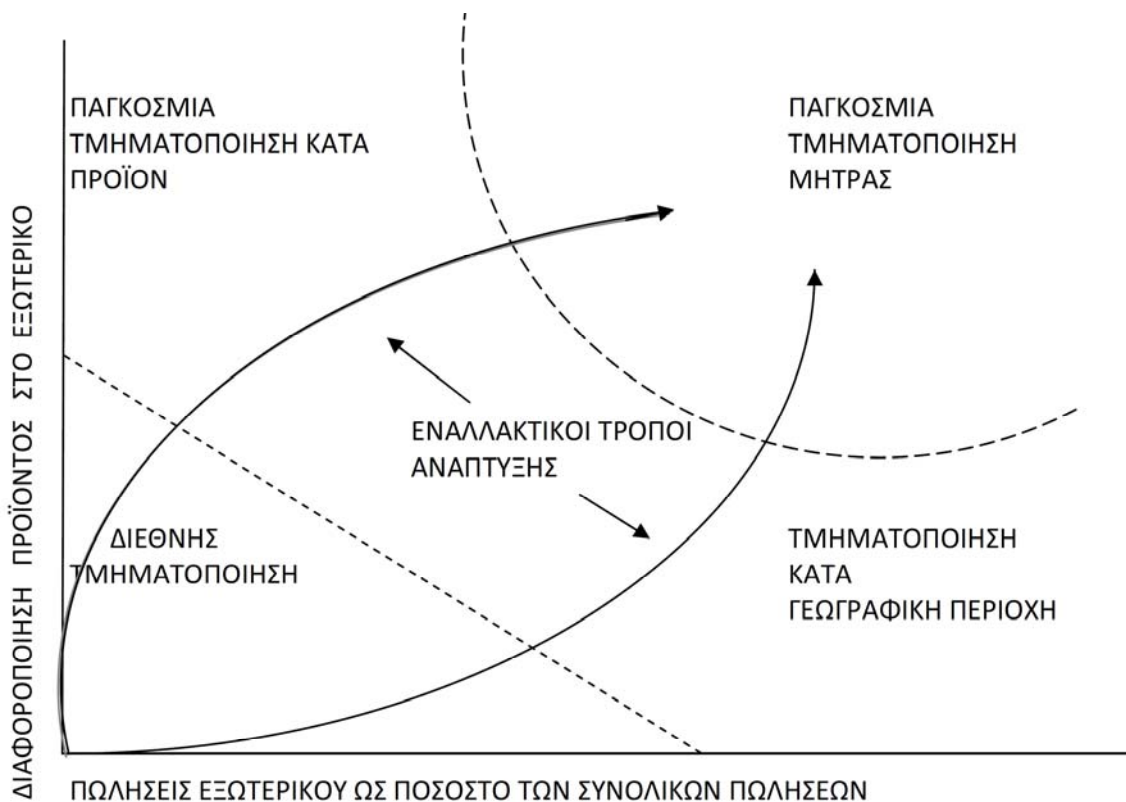 ΠΑΓΚΟΣΜΙΑ
ΤΜΗΜΑΤΟΠΟΙΗΣΗ ΚΑΤΑ
ΠΡΟΪΟΝ
ΠΑΓΚΟΣΜΙΑ
ΤΜΗΜΑΤΟΠΟΙΗΣΗ
ΜΗΤΡΑΣ
ΔΙΑΦΟΡΟΠΟΙΗΣΗ ΠΡΟΪΟΝΤΟΣ ΣΤΟ ΕΞΩΤΕΡΙΚΟ
ΕΝΑΛΛΑΚΤΙΚΟΙ ΤΡΟΠΟΙ
ΑΝΑΠΤΥΞΗΣ
ΔΙΕΘΝΗΣ
ΤΜΗΜΑΤΟΠΟΙΗΣΗ
ΤΜΗΜΑΤΟΠΟΙΗΣΗ
ΚΑΤΑ
ΓΕΩΓΡΑΦΙΚΗ ΠΕΡΙΟΧΗ
ΠΩΛΗΣΕΙΣ ΕΞΩΤΕΡΙΚΟΥ ΩΣ ΠΟΣΟΣΤΟ ΤΩΝ ΣΥΝΟΛΙΚΩΝ ΠΩΛΗΣΕΩΝ